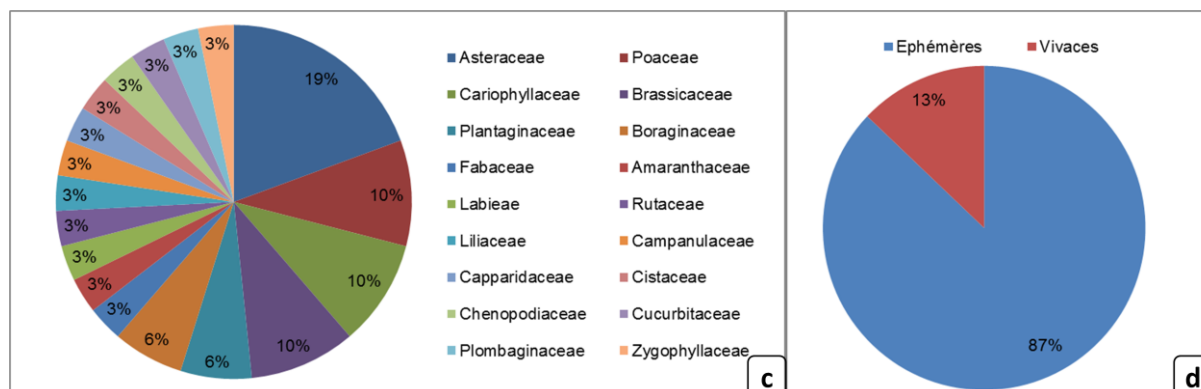 Asteraceae Poaceae
Cariophyllaceae Brassicaceae
Plantaginaceae Boraginaceae
Fabaceae Amaranthaceae
Labieae Rutaceae
Liliaceae Campanulaceae
Capparidaceae Cistaceae
Chenopodiaceae Cucurbitaceae
Plombaginaceae Zygophyllaceae
19%
10%
10%
10%
6%
6%
3%
3%
3%
3%
3%
3%
3%
3%
3%
3%
3%
3%
c
Ephémères Vivaces
13%
87%
d